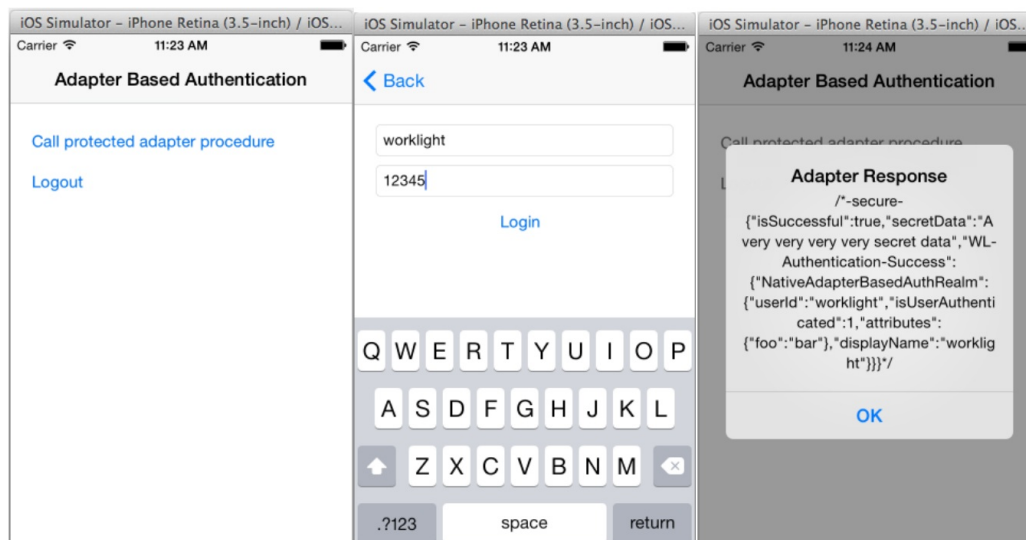 iOS Simulator – iPhone Retina (3.5–inch) / iOS...
Carrier
11:23 AM
Adapter Based Authentication
Call protected adapter procedure
Logout
iOS Simulator – iPhone Retina (3.5–inch) / iOS...
Carrier
11:23 AM
Back
worklight
12345
Login
Q W E R T Y U I O P
A S D F G H J K L
Z X C V B N M
.?123
space
return
iOS Simulator – iPhone Retina (3.5–inch) / iOS...
Carrier
11:24 AM
Adapter Based Authentication
Call protected adapter procedure
L
Adapter Response
/*-secure-
{"isSuccessful":true,"secretData":"A
very very very very secret data","WL-
Authentication-Success":
{"NativeAdapterBasedAuthRealm":
{"userId":"worklight","isUserAuthenti
cated":1,"attributes":
{"foo":"bar"},"displayName":"worklig
ht"}}}*/
OK